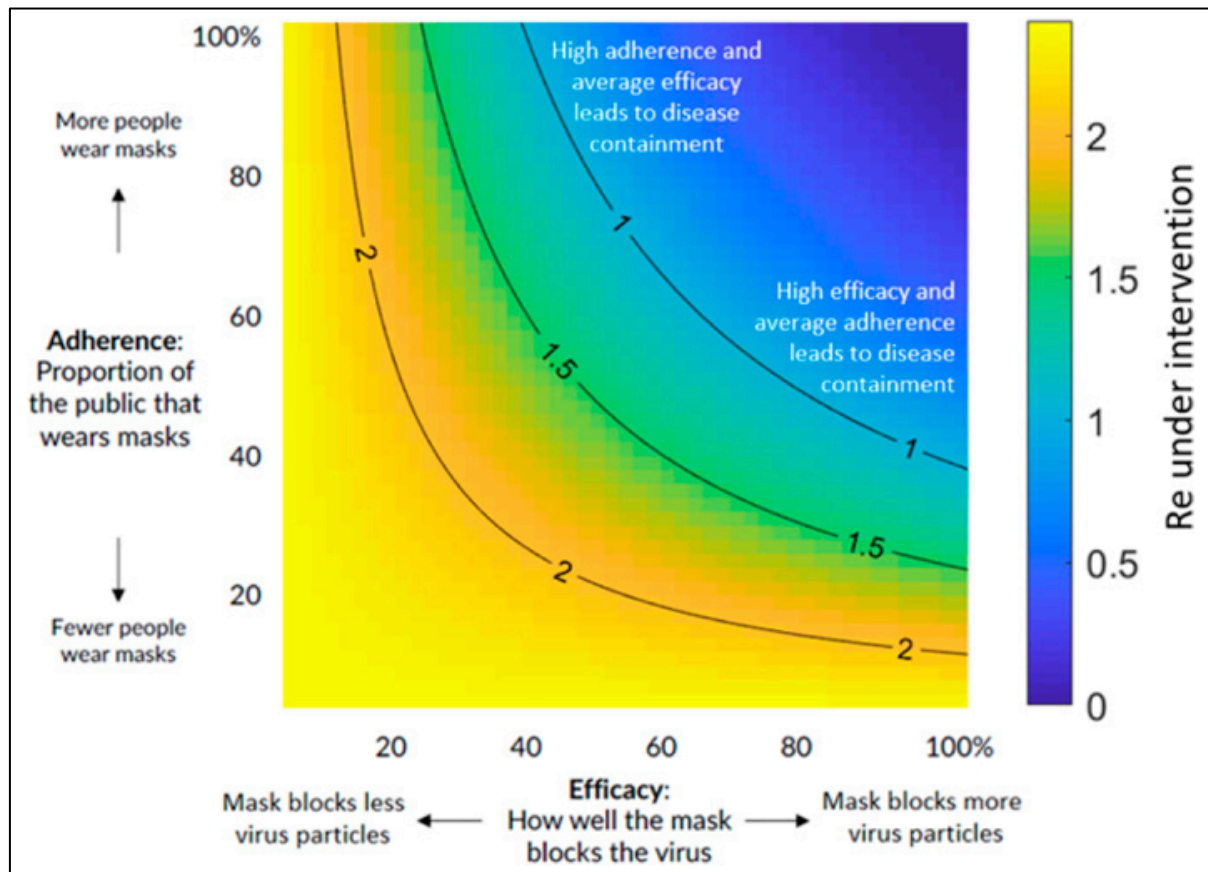 100%
More people
wear masks
80
60
Adherence:
Proportion of
the public that
wears masks
40
20
Fewer people
wear masks
High adherence and
average efficacy
leads to disease
containment
High efficacy and
average adherence
leads to disease
containment
2
2
2
1.5
1.5
1
1
20
40
60
80
100%
Mask blocks less
virus particles
Efficacy:
How well the mask
blocks the virus
Mask blocks more
virus particles
2
1.5
1
0.5
0
Re under intervention